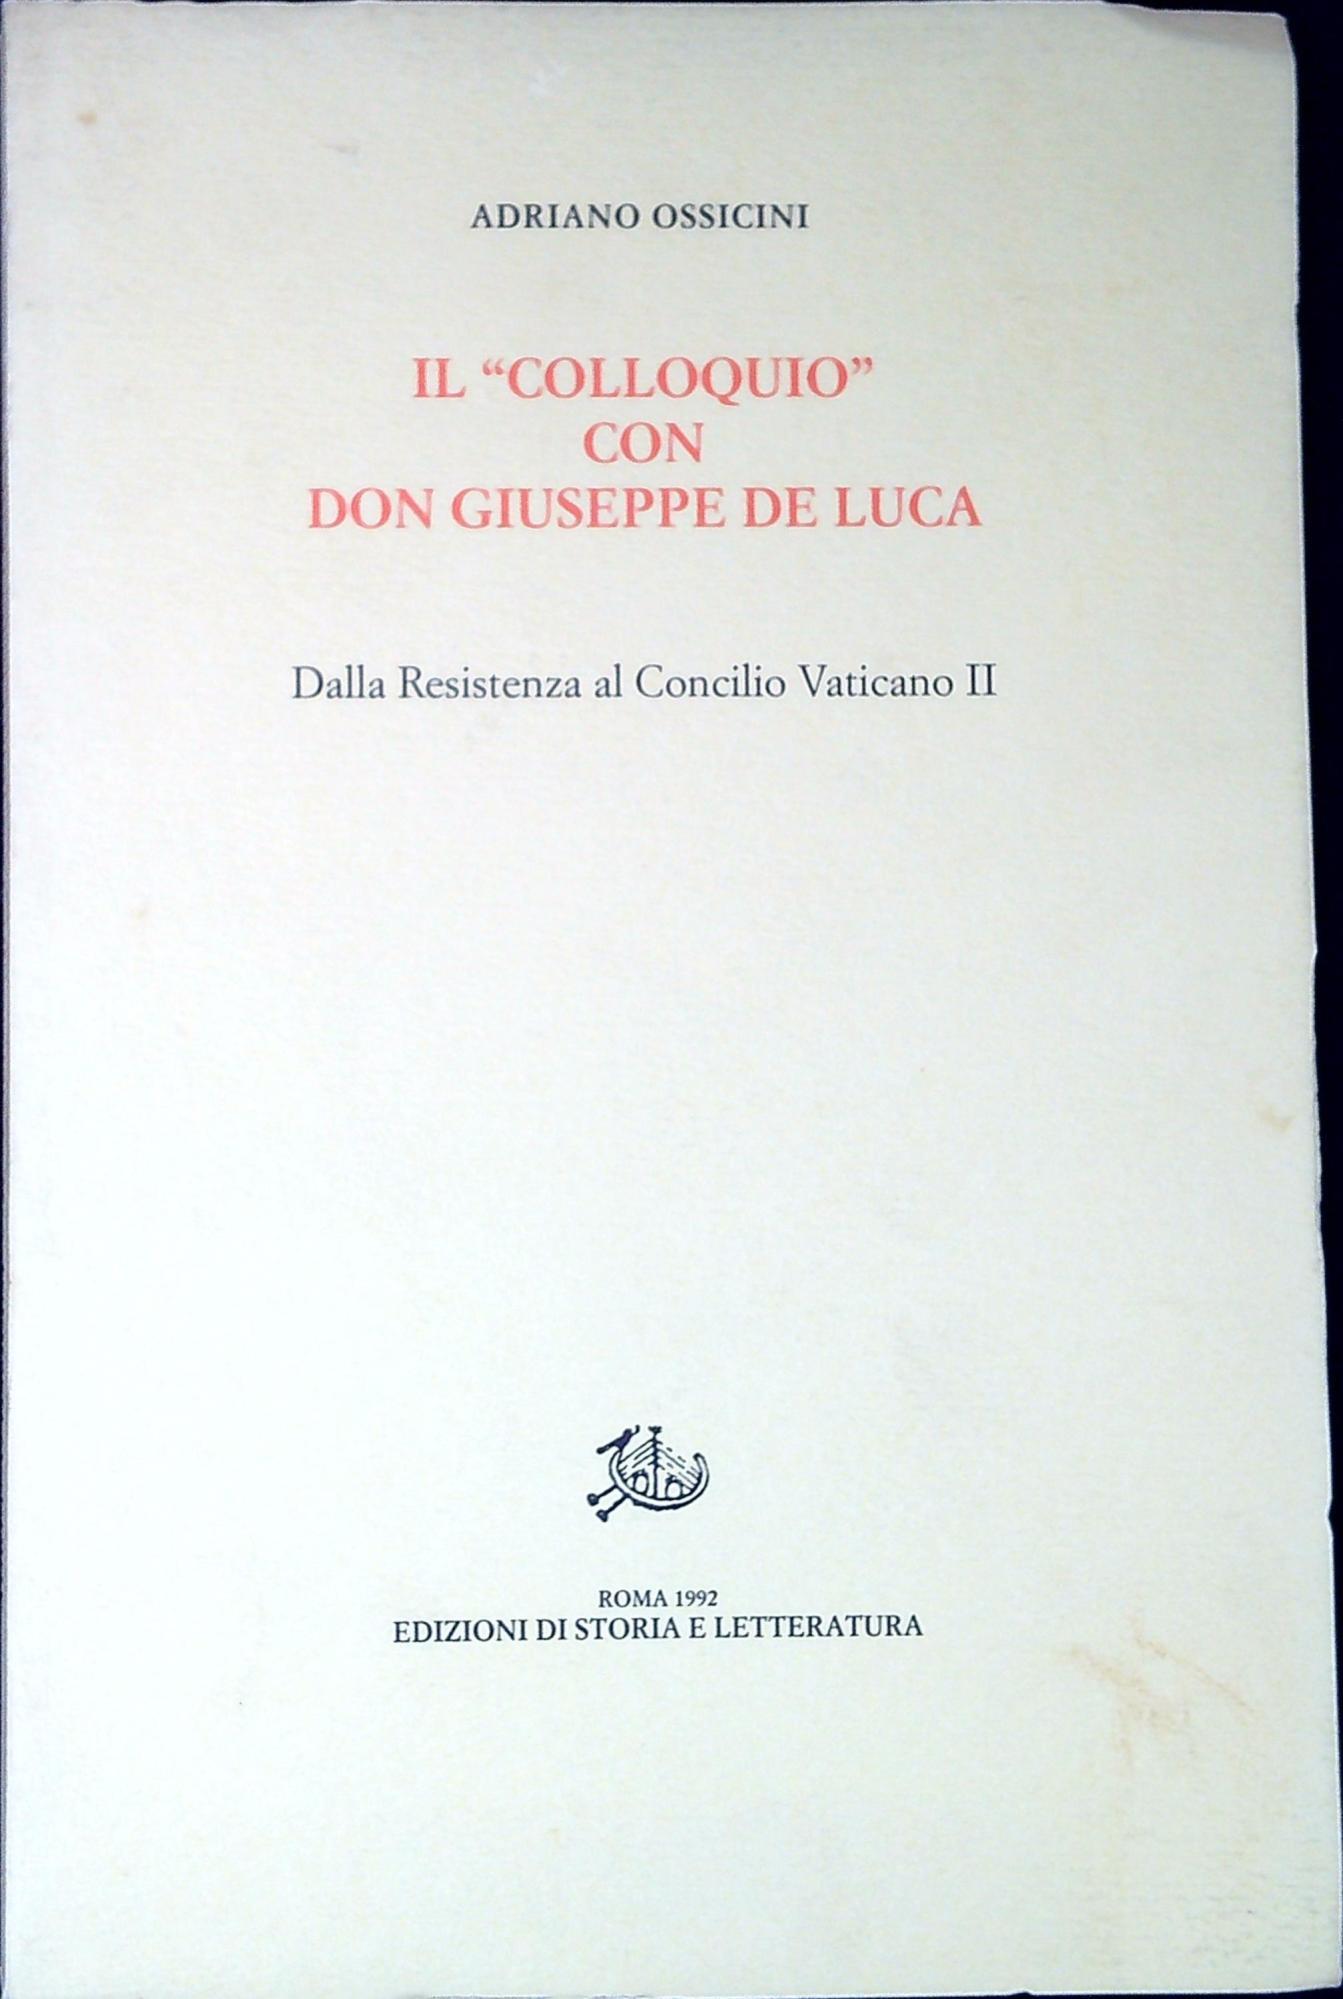 ADRIANO OSSICINI
IL “COLLOQUIO”
CON
DON GIUSEPPE DE LUCA
Dalla Resistenza al Concilio Vaticano II
ROMA 1992
EDIZIONI DI STORIA E LETTERATURA